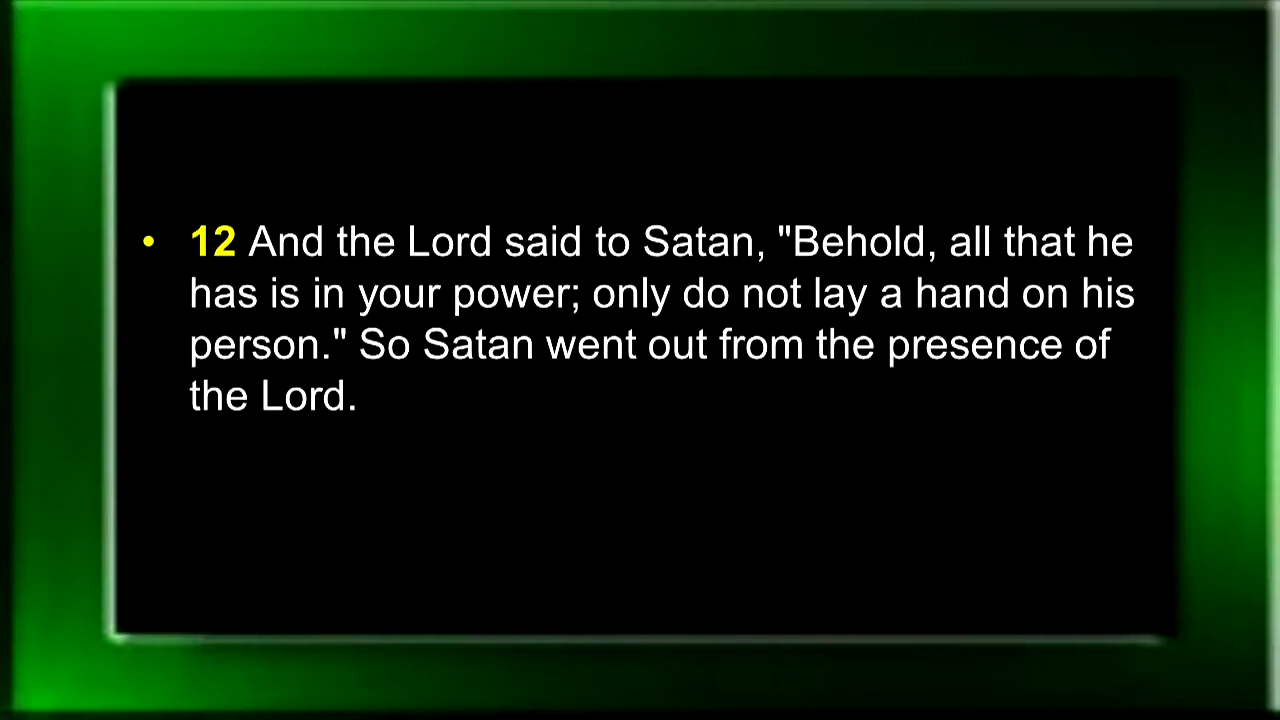 • 12 And the Lord said to Satan, "Behold, all that he
has is in your power; only do not lay a hand on his
person." So Satan went out from the presence of
the Lord.